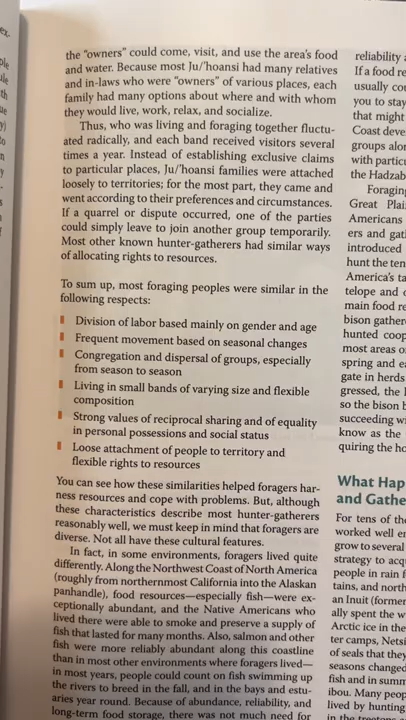 the "owners" could come, visit, and use the area's food
and water. Because most Ju/'hoansi had many relatives
and in-laws who were "owners" of various places, each
family had many options about where and with whom
they would live, work, relax, and socialize.
Thus, who was living and foraging together fluctu-
ated radically, and each band received visitors several
times a year. Instead of establishing exclusive claims
to particular places, Ju/'hoansi families were attached
loosely to territories; for the most part, they came and
went according to their preferences and circumstances.
If a quarrel or dispute occurred, one of the parties
could simply leave to join another group temporarily.
Most other known hunter-gatherers had similar ways
of allocating rights to resources.
To sum up, most foraging peoples were similar in the
following respects:
Division of labor based mainly on gender and age
Frequent movement based on seasonal changes
Congregation and dispersal of groups, especially
from season to season
Living in small bands of varying size and flexible
composition
Strong values of reciprocal sharing and of equality
in personal possessions and social status
Loose attachment of people to territory and
flexible rights to resources
You can see how these similarities helped foragers har-
ness resources and cope with problems. But, although
these characteristics describe most hunter-gatherers
reasonably well, we must keep in mind that foragers are
diverse. Not all have these cultural features.
In fact, in some environments, foragers lived quite
differently. Along the Northwest Coast of North America
(roughly from northernmost California into the Alaskan
panhandle), food resources—especially fish—were ex-
ceptionally abundant, and the Native Americans who
lived there were able to smoke and preserve a supply of
fish that lasted for many months. Also, salmon and other
fish were more reliably abundant along this coastline
than in most other environments where foragers lived—
in most years, people could count on fish swimming up
the rivers to breed in the fall, and in the bays and estu-
aries year round. Because of abundance, reliability, and
long-term food storage, there was not much need for
reliability
If a food re
usually co
you to stay
that might
Coast deve
groups alo
with partic
the Hadzab
Foraging
Great Plai
Americans
ers and gat
introduced
hunt the ten
America's ta
telope and
main food re
bison gather
hunted coop
most areas o
spring and e
gate in herds
gressed, the
so the bison b
succeeding wi
know as the
quiring the ho
What Hap
and Gathe
For tens of the
worked well e
grow to several
strategy to acq
people in rain f
tains, and north
an Inuit (former
ally spent the w
Arctic ice in the
ter camps, Netsi
of seals that they
seasons changed
fish and in summ
ibou. Many peop
lived by hunting